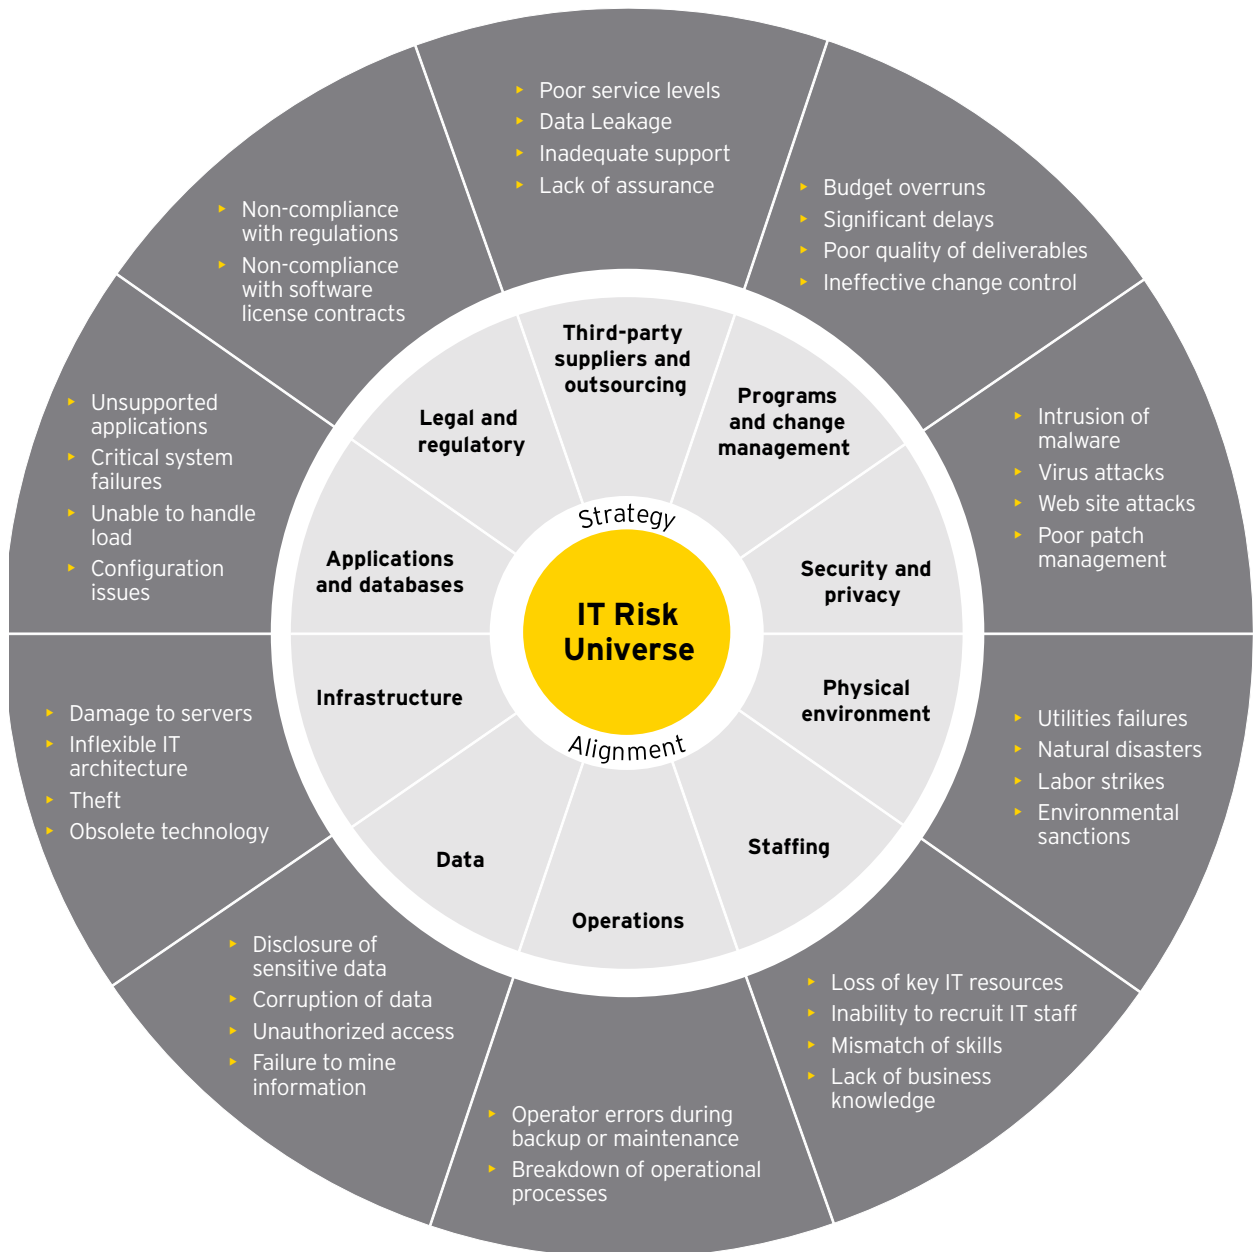 Poor service levels
Data Leakage
Inadequate support
Lack of assurance
Budget overruns
Significant delays
Poor quality of deliverables
Ineffective change control
Intrusion of
malware
Virus attacks
Web site attacks
Poor patch
management
Utilities failures
Natural disasters
Labor strikes
Environmental
sanctions
Loss of key IT resources
Inability to recruit IT staff
Mismatch of skills
Lack of business
knowledge
Operator errors during
backup or maintenance
Breakdown of operational
processes
Disclosure of
sensitive data
Corruption of data
Unauthorized access
Failure to mine
information
Damage to servers
Inflexible IT
architecture
Theft
Obsolete technology
Unsupported
applications
Critical system
failures
Unable to handle
load
Configuration
issues
Non-compliance
with regulations
Non-compliance
with software
license contracts
Third-party
suppliers and
outsourcing
Programs
and change
management
Security and
privacy
Physical
environment
Staffing
Operations
Data
Infrastructure
Applications
and databases
Legal and
regulatory
Strategy
IT Risk
Universe
Alignment